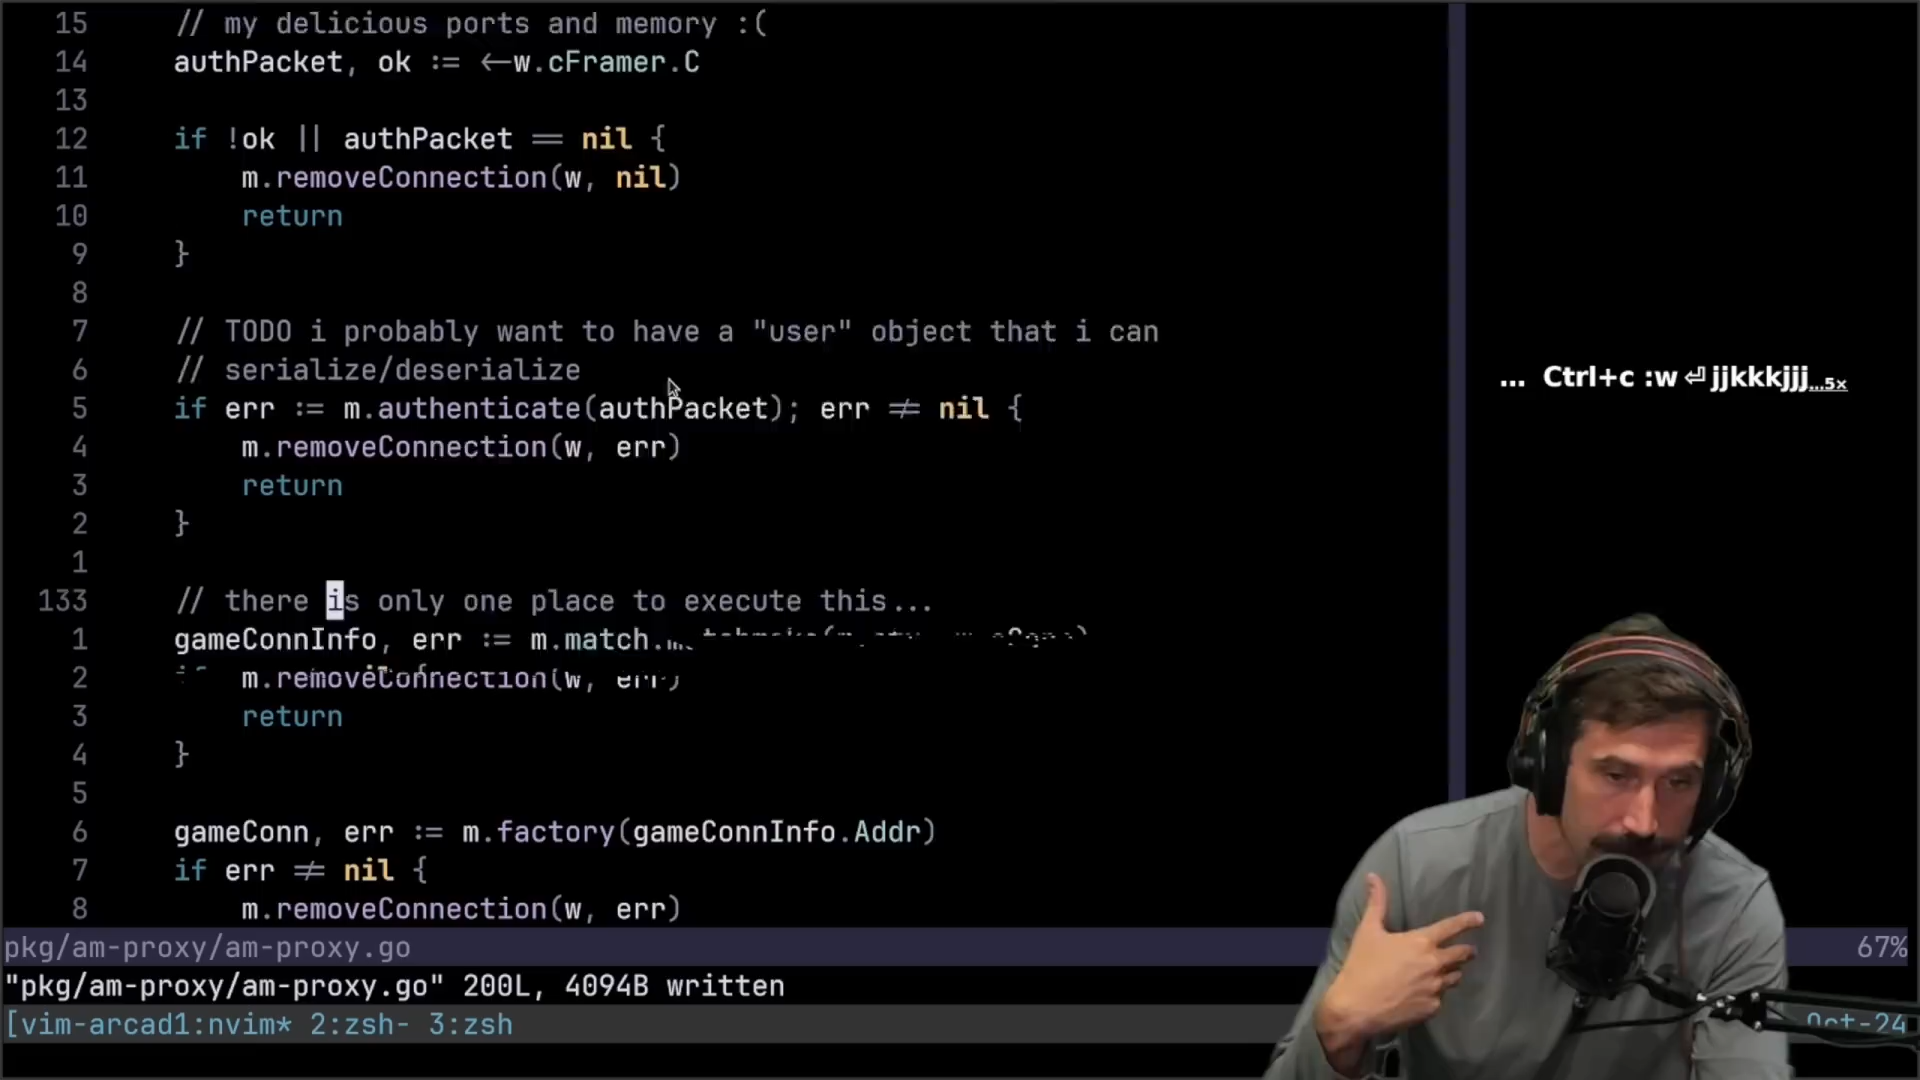 15 // my delicious ports and memory :(
14 authPacket, ok := <-w.cFramer.C
13
12 if !ok || authPacket == nil {
11 m.removeConnection(w, nil)
10 return
9 }
8
7 // TODO i probably want to have a "user" object that i can
6 // serialize/deserialize
5 if err := m.authenticate(authPacket); err != nil {
4 m.removeConnection(w, err)
3 return
2 }
1
133 // there is only one place to execute this...
1 gameConnInfo, err := m.match.
2 m.removeConnection(w, err)
3 return
4 }
5
6 gameConn, err := m.factory(gameConnInfo.Addr)
7 if err != nil {
8 m.removeConnection(w, err)
pkg/am-proxy/am-proxy.go 67%
"pkg/am-proxy/am-proxy.go" 200L, 4094B written
[vim-arcad1:nvim* 2:zsh- 3:zsh Oct-24
... Ctrl+c :w ⏎ jjkkkjjj...5x